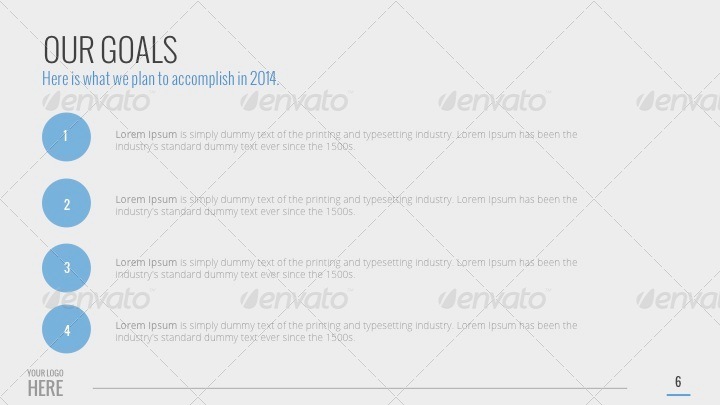 OUR GOALS
Here is what we plan to accomplish in 2014.
envato envato envato enva
1
Lorem Ipsum is simply dummy text of the printing and typesetting industry. Lorem Ipsum has been the
industry's standard dummy text ever since the 1500s.
2
Lorem Ipsum is simply dummy text of the printing and typesetting industry. Lorem Ipsum has been the
industry's standard dummy text ever since the 1500s.
3
Lorem Ipsum is simply dummy text of the printing and typesetting industry. Lorem Ipsum has been the
industry's standard dummy text ever since the 1500s.
envato envato envato enva
4
Lorem Ipsum is simply dummy text of the printing and typesetting industry. Lorem Ipsum has been the
industry's standard dummy text ever since the 1500s.
YOUR LOGO
HERE
6